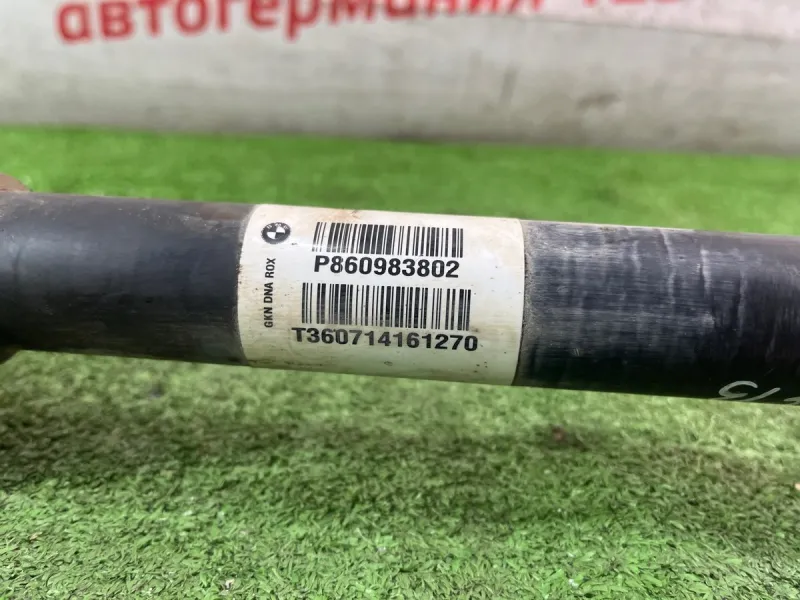 автогермания
P860983802
GKN DNA ROX
T360714161270